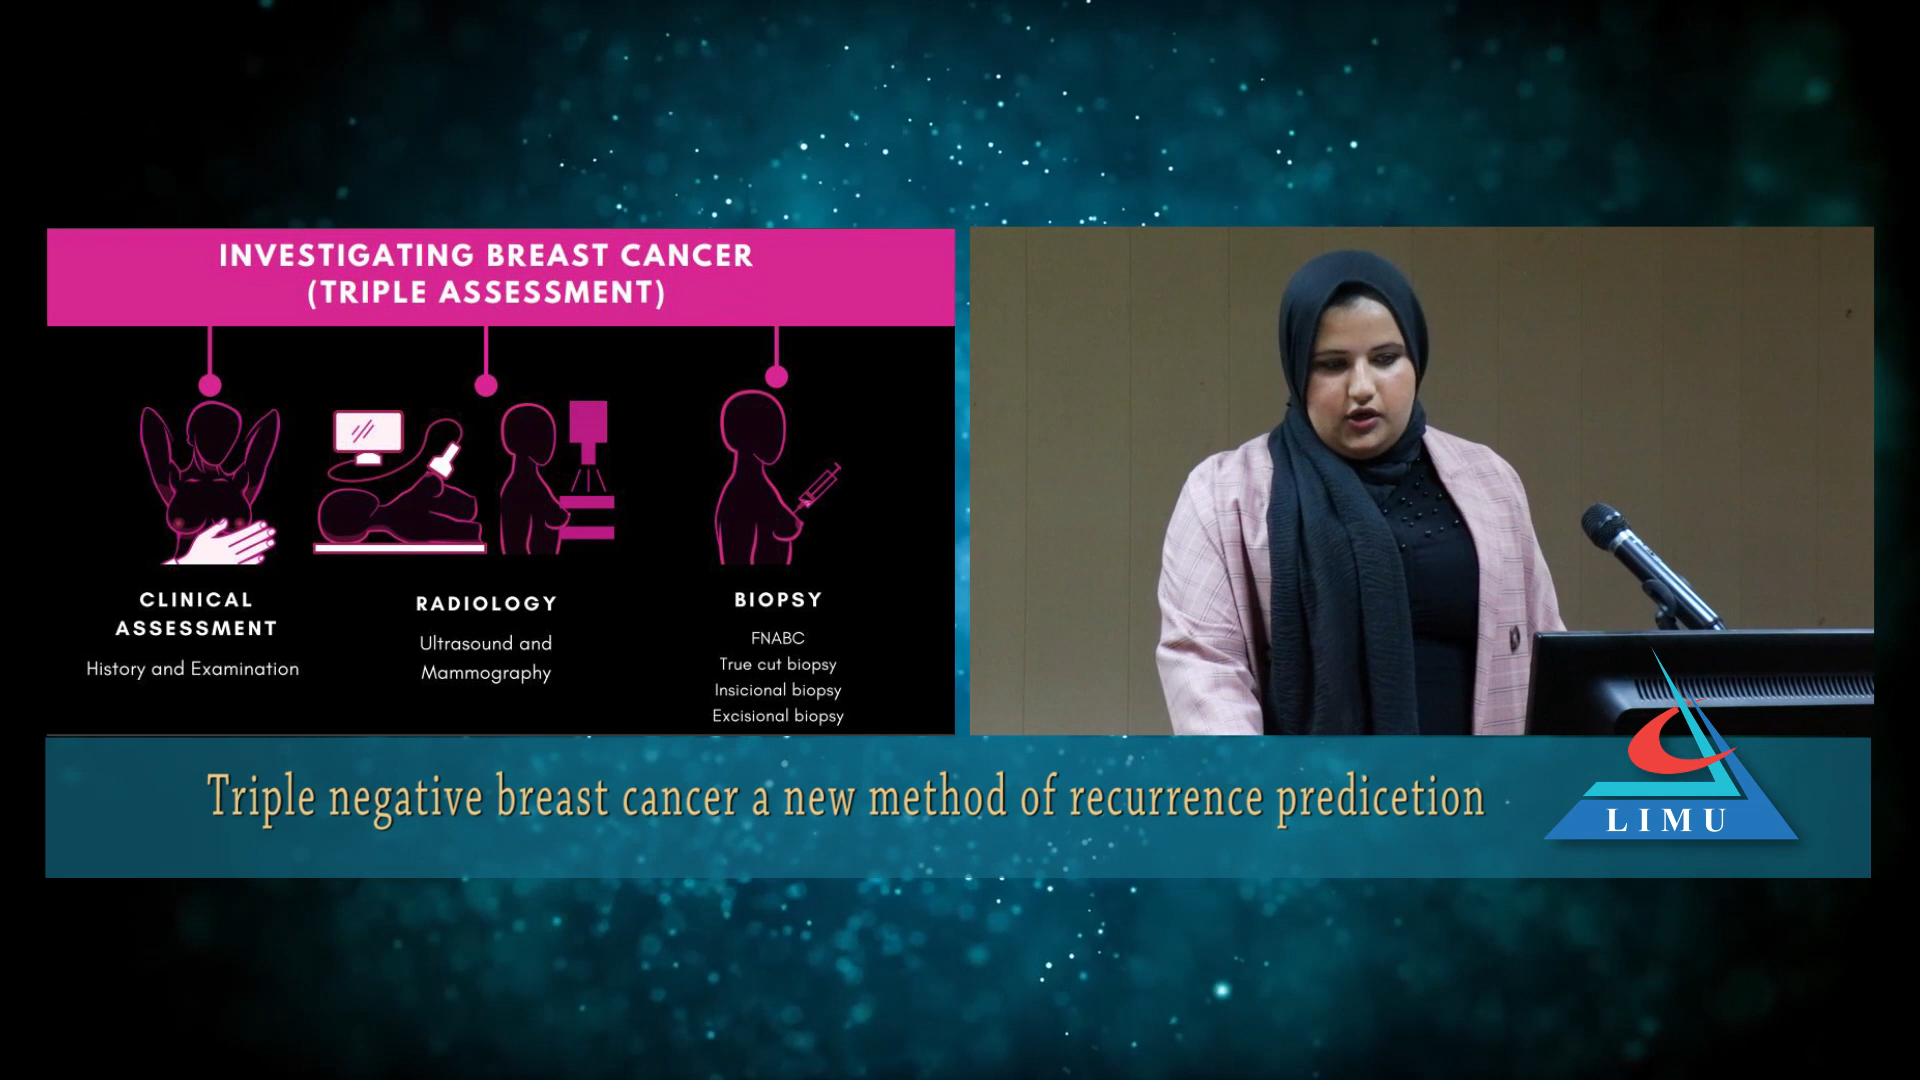 INVESTIGATING BREAST CANCER
(TRIPLE ASSESSMENT)
CLINICAL
ASSESSMENT
History and Examination
RADIOLOGY
Ultrasound and
Mammography
BIOPSY
FNABC
True cut biopsy
Insicional biopsy
Excisional biopsy
Triple negative breast cancer a new method of recurrence predicetion
LIMU